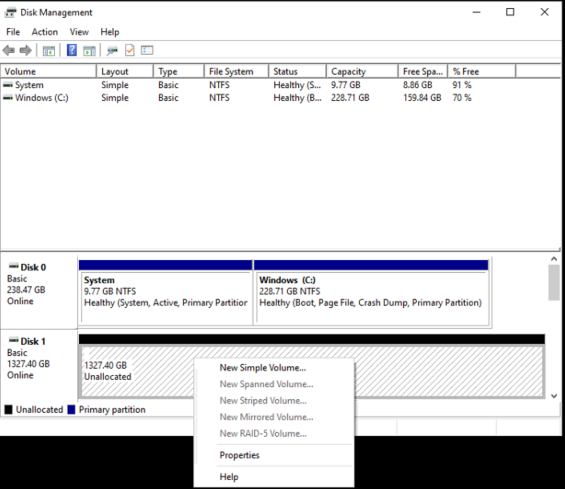 Disk Management
File Action View Help
Volume Layout Type File System Status Capacity Free Spa... % Free
System Simple Basic NTFS Healthy (S... 9.77 GB 8.86 GB 91 %
Windows (C:) Simple Basic NTFS Healthy (B... 228.71 GB 159.84 GB 70 %
Disk 0
Basic
238.47 GB
Online
System
9.77 GB NTFS
Healthy (System, Active, Primary Partition
Windows (C:)
228.71 GB NTFS
Healthy (Boot, Page File, Crash Dump, Primary Partition)
Disk 1
Basic
1327.40 GB
Online
1327.40 GB
Unallocated
New Simple Volume...
New Spanned Volume...
New Striped Volume...
New Mirrored Volume...
New RAID-5 Volume...
Properties
Help
Unallocated Primary partition